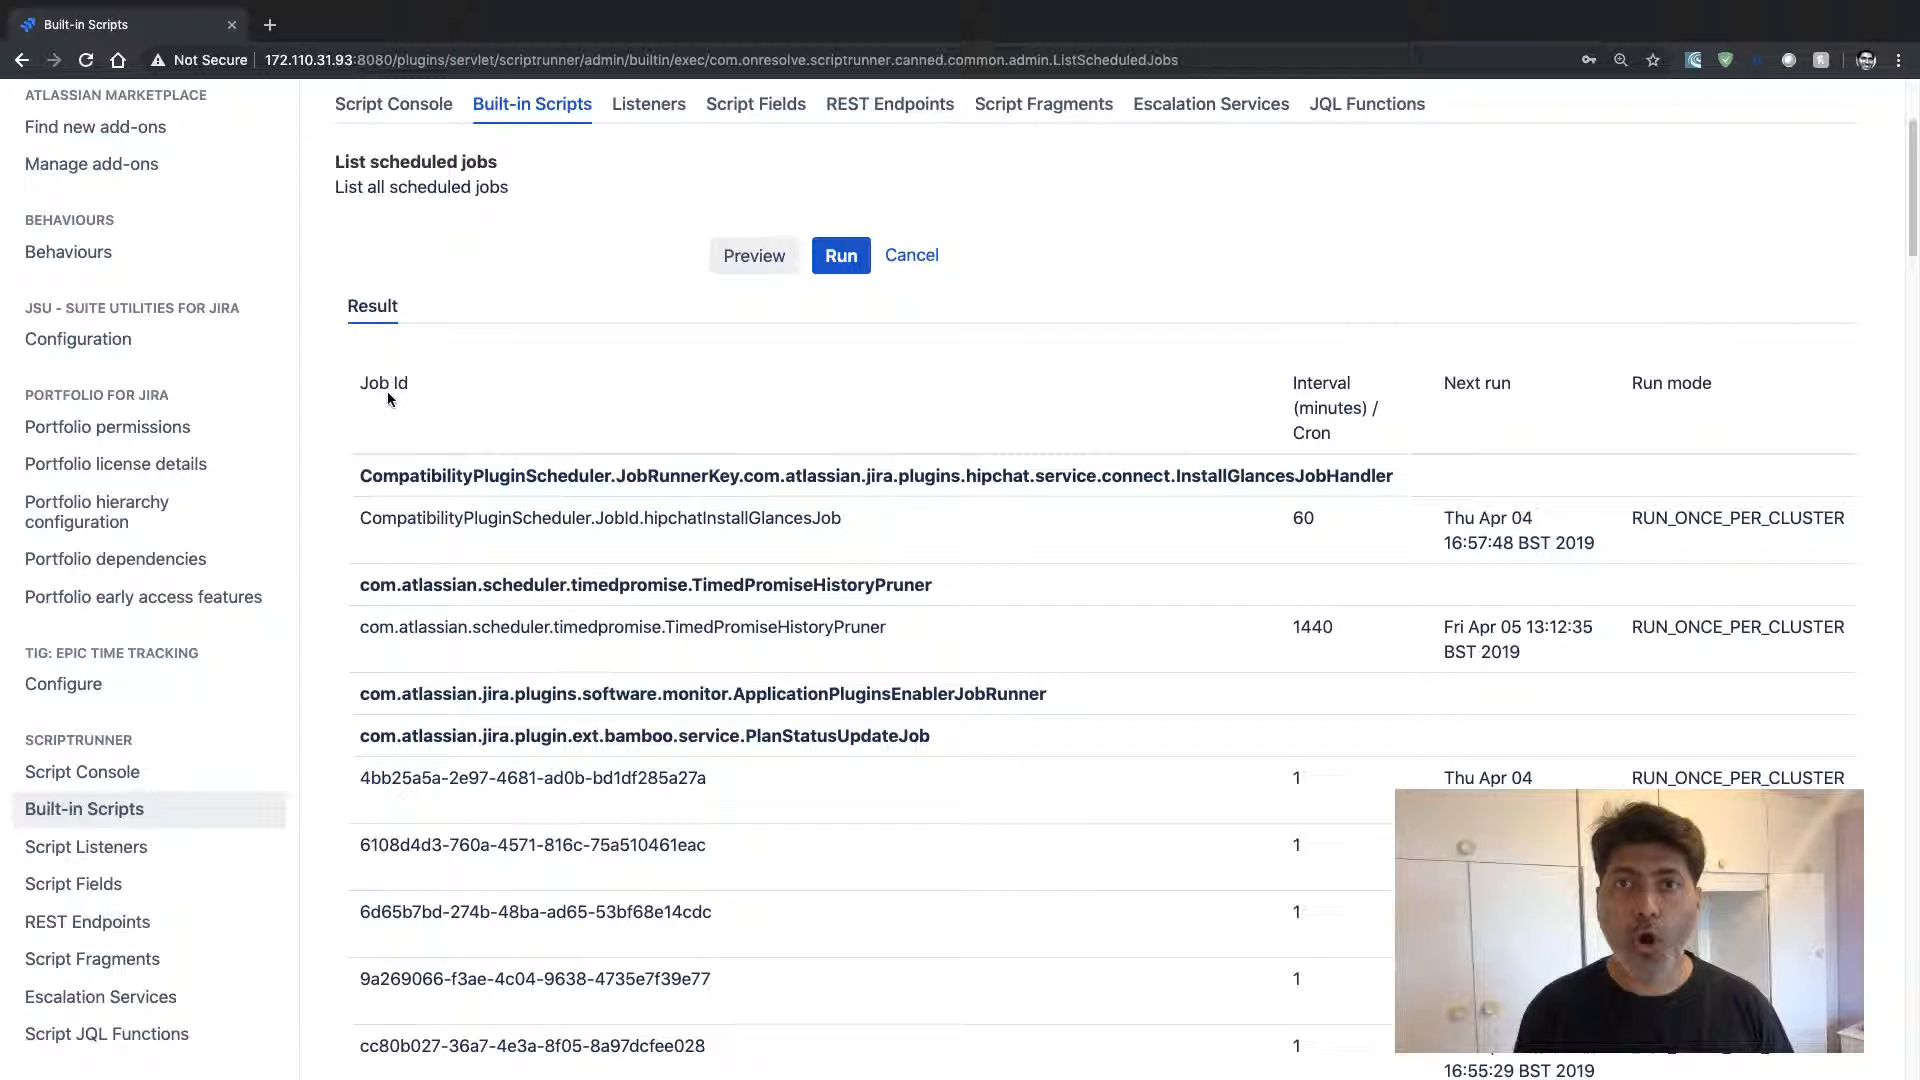 Built-in Scripts
Not Secure
172.110.31.93:8080/plugins/servlet/scriptrunner/admin/builtin/exec/com.onresolve.scriptrunner.canned.common.admin.ListScheduledJobs
ATLASSIAN MARKETPLACE
Find new add-ons
Manage add-ons
BEHAVIOURS
Behaviours
JSU - SUITE UTILITIES FOR JIRA
Configuration
PORTFOLIO FOR JIRA
Portfolio permissions
Portfolio license details
Portfolio hierarchy
configuration
Portfolio dependencies
Portfolio early access features
TIG: EPIC TIME TRACKING
Configure
SCRIPTRUNNER
Script Console
Built-in Scripts
Script Listeners
Script Fields
REST Endpoints
Script Fragments
Escalation Services
Script JQL Functions
Script Console Built-in Scripts Listeners Script Fields REST Endpoints Script Fragments Escalation Services JQL Functions
List scheduled jobs
List all scheduled jobs
Preview Run Cancel
Result
Job Id
Interval
(minutes) /
Cron
Next run
Run mode
CompatibilityPluginScheduler.JobRunnerKey.com.atlassian.jira.plugins.hipchat.service.connect.InstallGlancesJobHandler
CompatibilityPluginScheduler.JobId.hipchatInstallGlancesJob
60
Thu Apr 04
16:57:48 BST 2019
RUN_ONCE_PER_CLUSTER
com.atlassian.scheduler.timedpromise.TimedPromiseHistoryPruner
com.atlassian.scheduler.timedpromise.TimedPromiseHistoryPruner
1440
Fri Apr 05 13:12:35
BST 2019
RUN_ONCE_PER_CLUSTER
com.atlassian.jira.plugins.software.monitor.ApplicationPluginsEnablerJobRunner
com.atlassian.jira.plugin.ext.bamboo.service.PlanStatusUpdateJob
4bb25a5a-2e97-4681-ad0b-bd1df285a27a
1
Thu Apr 04
RUN_ONCE_PER_CLUSTER
6108d4d3-760a-4571-816c-75a510461eac
1
6d65b7bd-274b-48ba-ad65-53bf68e14cdc
1
9a269066-f3ae-4c04-9638-4735e7f39e77
1
cc80b027-36a7-4e3a-8f05-8a97dcfee028
1
16:55:29 BST 2019